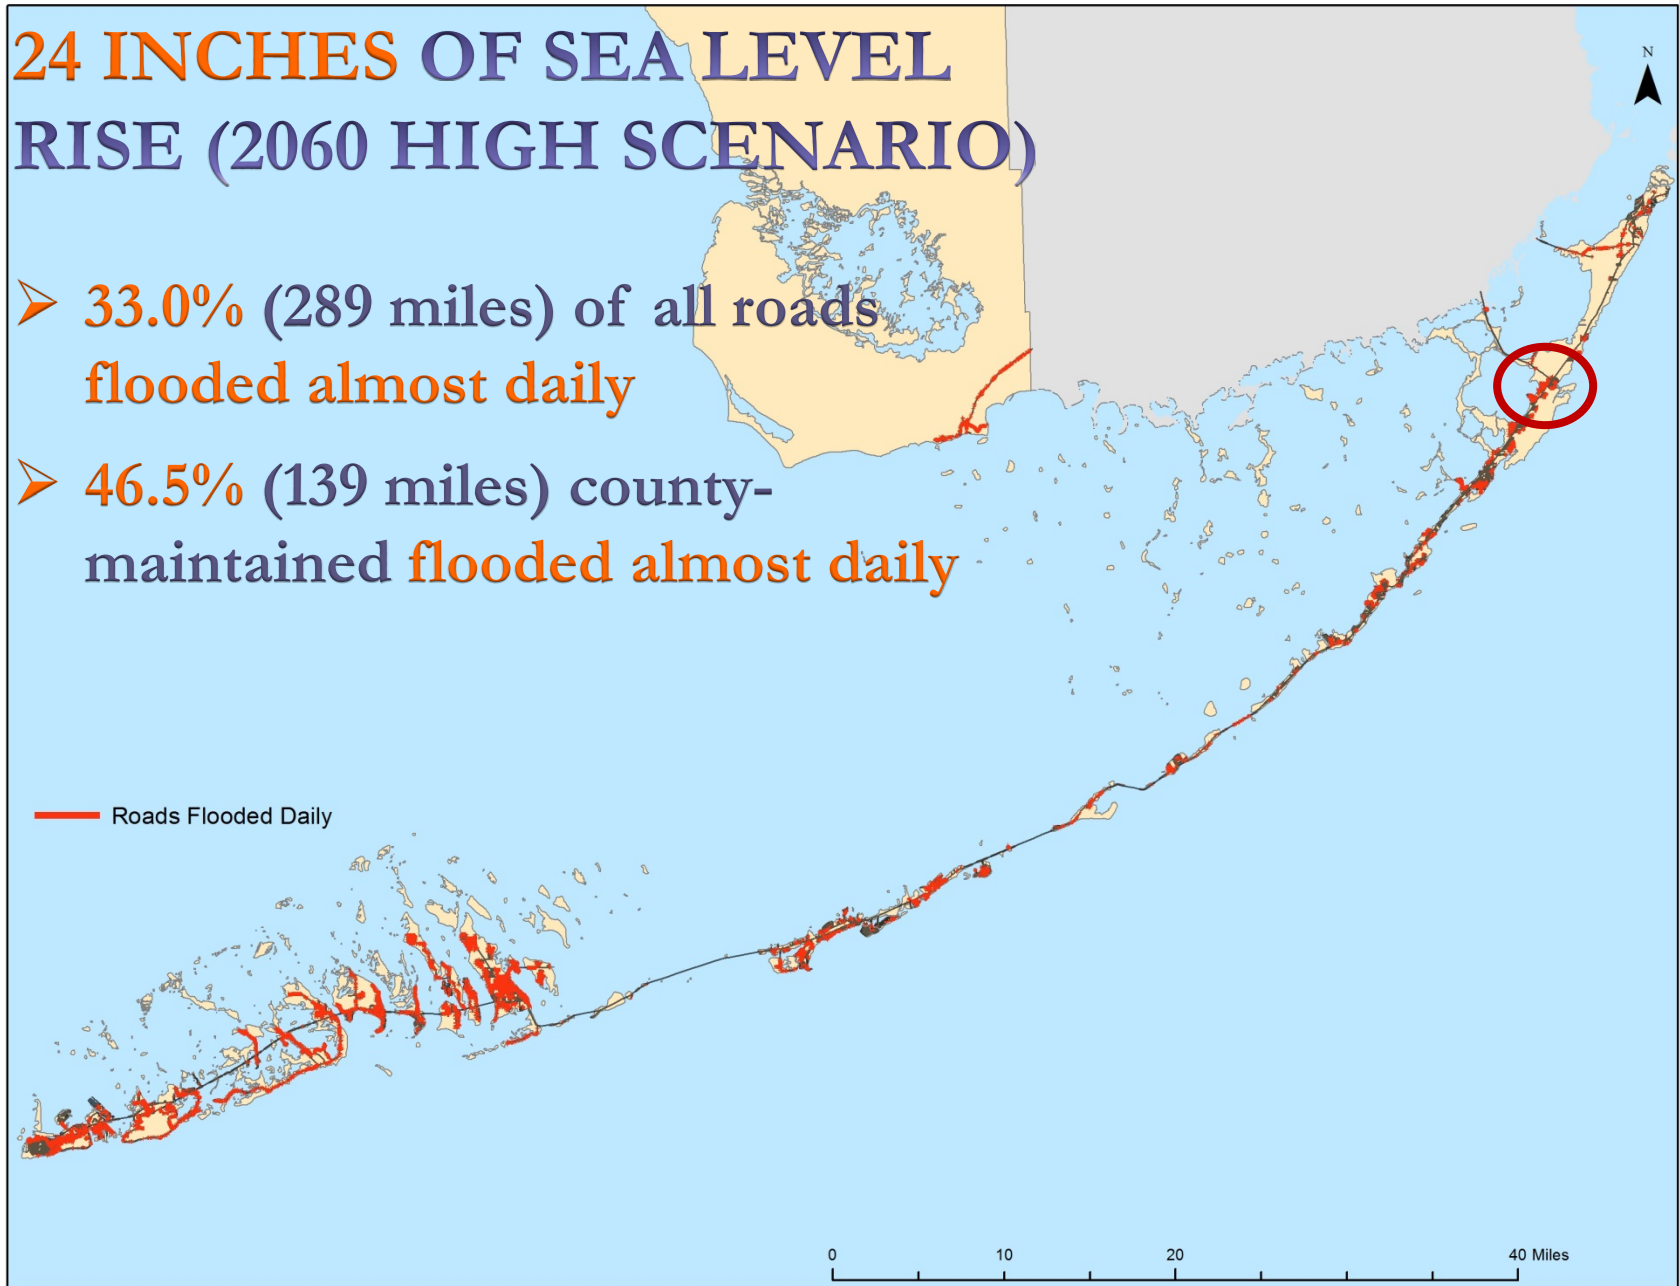 24 INCHES OF SEA LEVEL
RISE (2060 HIGH SCENARIO)
N
➢ 33.0% (289 miles) of all roads
flooded almost daily
➢ 46.5% (139 miles) county-
maintained flooded almost daily
Roads Flooded Daily
0 10 20 40 Miles